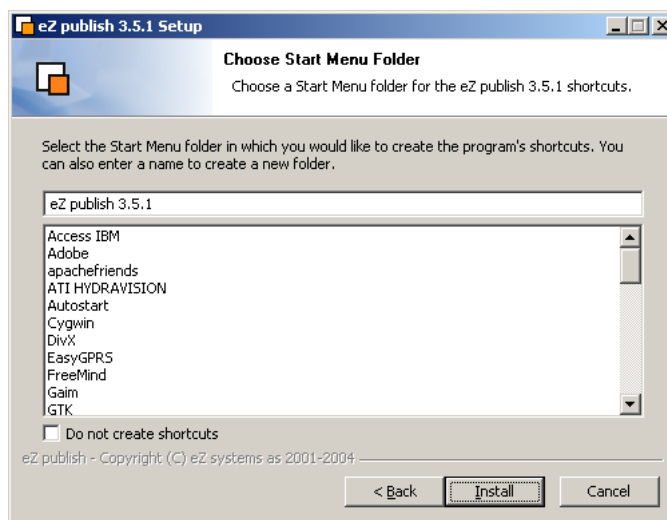 eZ publish 3.5.1 Setup
Choose Start Menu Folder
Choose a Start Menu folder for the eZ publish 3.5.1 shortcuts.
Select the Start Menu folder in which you would like to create the program's shortcuts. You
can also enter a name to create a new folder.
eZ publish 3.5.1
Access IBM
Adobe
apachefriends
ATI HYDRAVISION
Autostart
Cygwin
DivX
EasyGPRS
FreeMind
Gaim
GTK
Do not create shortcuts
eZ publish - Copyright (C) eZ systems as 2001-2004
< Back Install Cancel